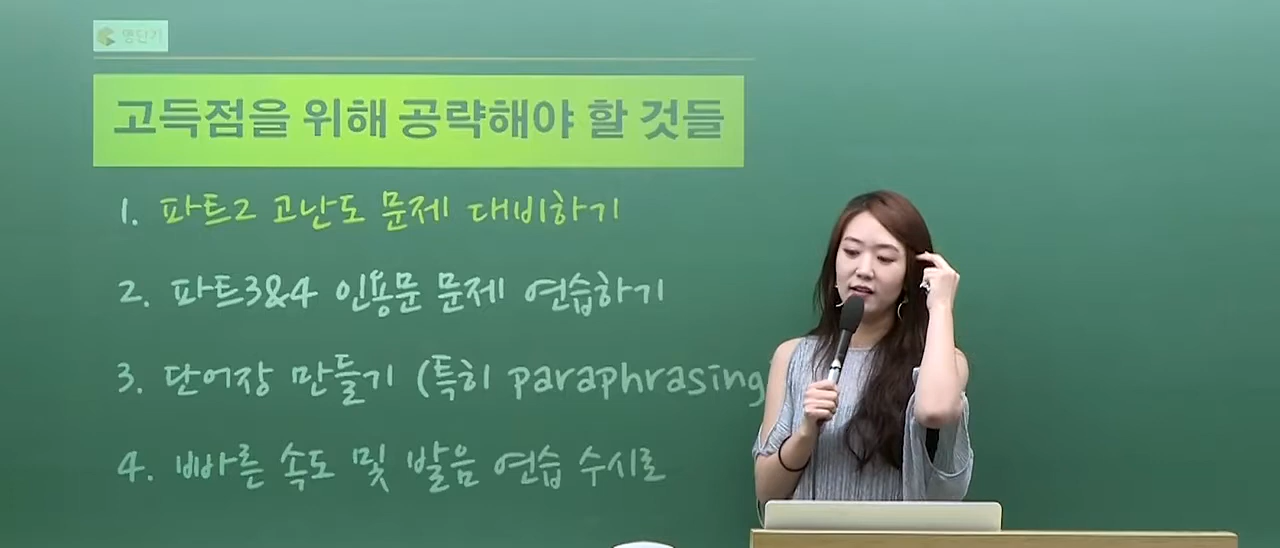 영단기
고득점을 위해 공략해야 할 것들
1. 파트2 고난도 문제 대비하기
2. 파트3&4 인용문 문제 연습하기
3. 단어장 만들기 (특히 paraphrasing
4. 빠른 속도 및 발음 연습 수시로